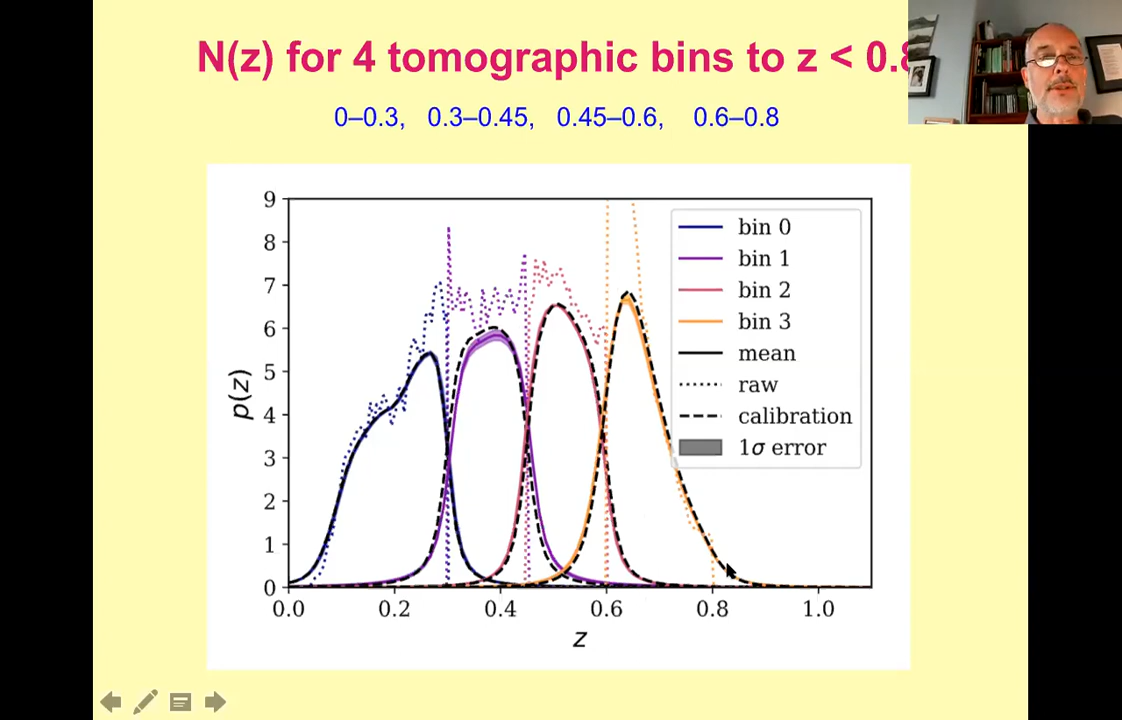 N(z) for 4 tomographic bins to z < 0.8
0–0.3, 0.3–0.45, 0.45–0.6, 0.6–0.8
9
8
7
6
5
4
3
2
1
0
p(z)
bin 0
bin 1
bin 2
bin 3
mean
raw
calibration
1σ error
0.0 0.2 0.4 0.6 0.8 1.0
z